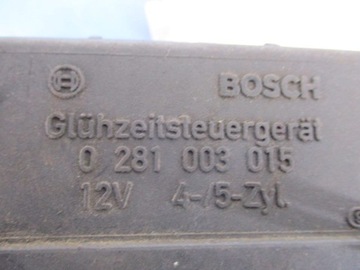 BOSCH
Glühzeitsteuergerät
0 281 003 015
12V 4-/5-Zyl.